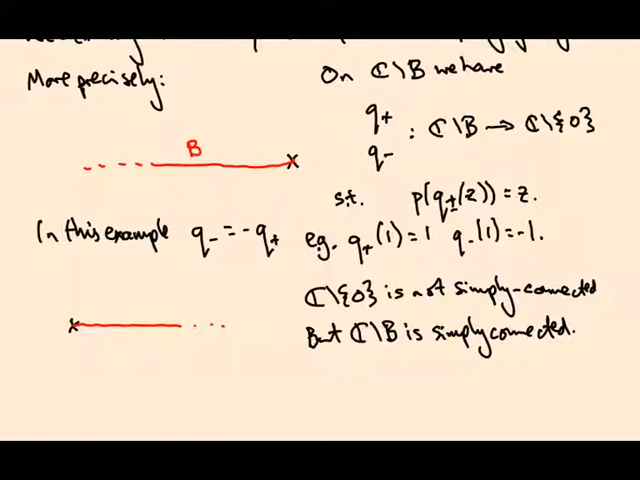 More precisely:
On ℂ\B we have
q₊
q₋ : ℂ\B → ℂ\{0}
B
s.t. p(q±(z)) = z.
In this example q₋ = -q₊
e.g. q₊(1) = 1 q₋(1) = -1.
ℂ\{0} is not simply-connected
But ℂ\B is simply connected.